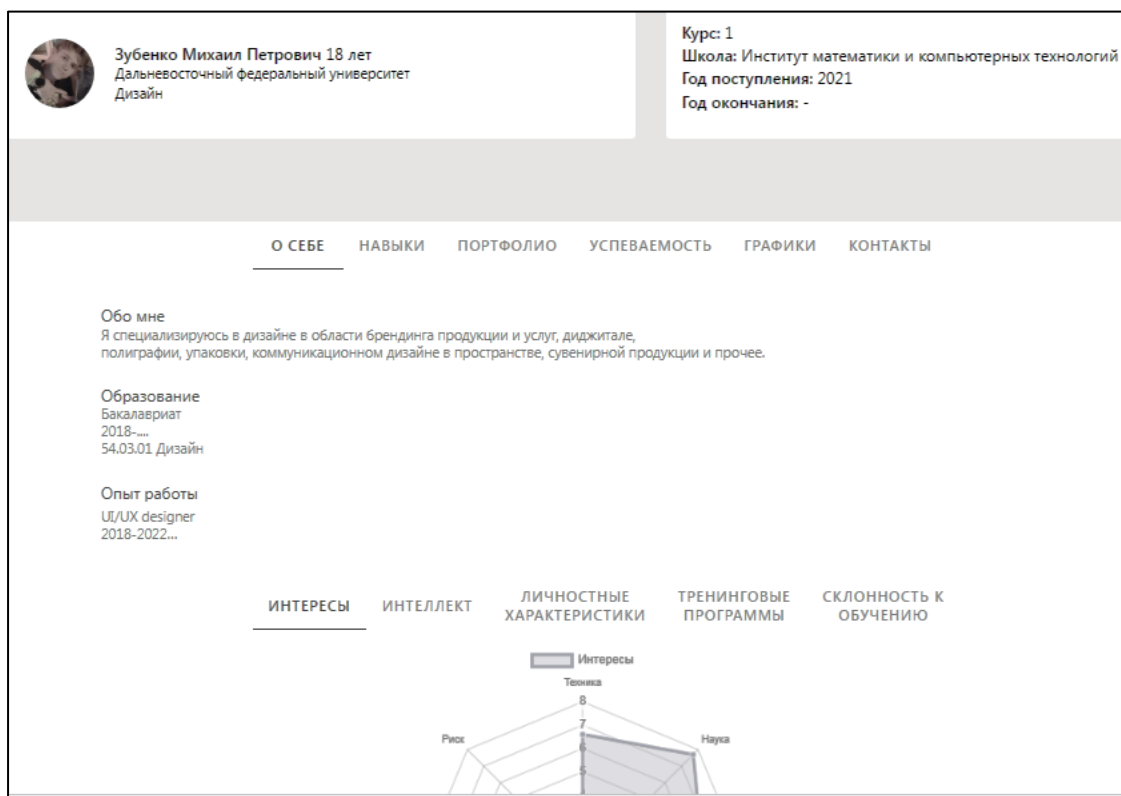 Зубенко Михаил Петрович 18 лет
Дальневосточный федеральный университет
Дизайн
Курс: 1
Школа: Институт математики и компьютерных технологий
Год поступления: 2021
Год окончания: -
О СЕБЕ НАВЫКИ ПОРТФОЛИО УСПЕВАЕМОСТЬ ГРАФИКИ КОНТАКТЫ
Обо мне
Я специализируюсь в дизайне в области брендинга продукции и услуг, диджитале,
полиграфии, упаковки, коммуникационном дизайне в пространстве, сувенирной продукции и прочее.
Образование
Бакалавриат
2018-....
54.03.01 Дизайн
Опыт работы
UI/UX designer
2018-2022...
ИНТЕРЕСЫ ИНТЕЛЛЕКТ ЛИЧНОСТНЫЕ ХАРАКТЕРИСТИКИ ТРЕНИНГОВЫЕ ПРОГРАММЫ СКЛОННОСТЬ К ОБУЧЕНИЮ
Интересы
Техника
8
7
Риск
Наука
6
5